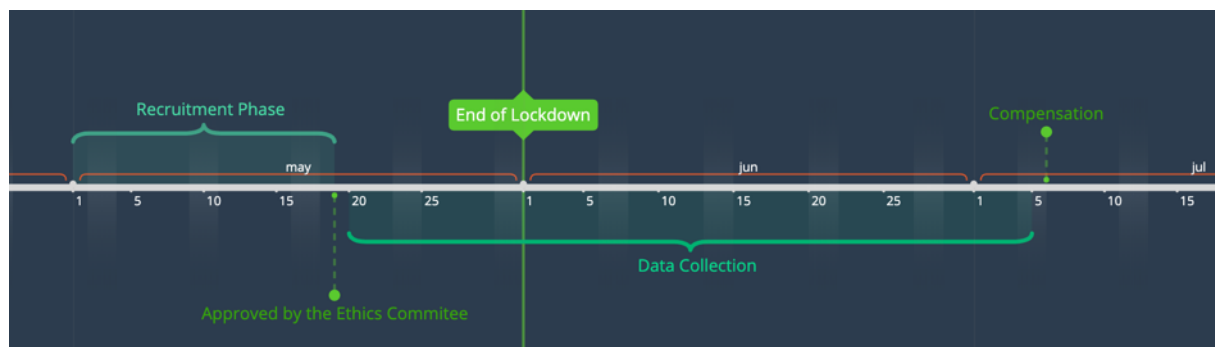 Recruitment Phase
End of Lockdown
Compensation
may
jun
jul
1 5 10 15 20 25 1 5 10 15 20 25 1 5 10 15
Data Collection
Approved by the Ethics Commitee